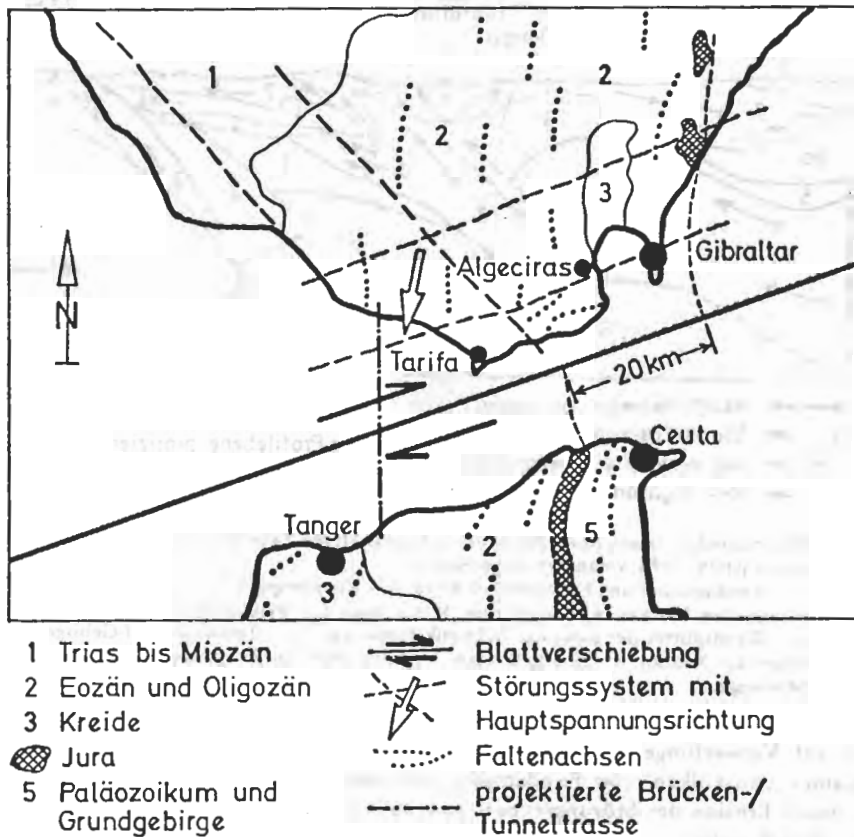 1
2
2
3
N
Algeciras
Gibraltar
Tarifa
20km
Ceuta
Tanger
2
5
3
1 Trias bis Miozän
2 Eozän und Oligozän
3 Kreide
Jura
5 Paläozoikum und
Grundgebirge
Blattverschiebung
Störungssystem mit
Hauptspannungsrichtung
Faltenachsen
projektierte Brücken-/
Tunneltrasse